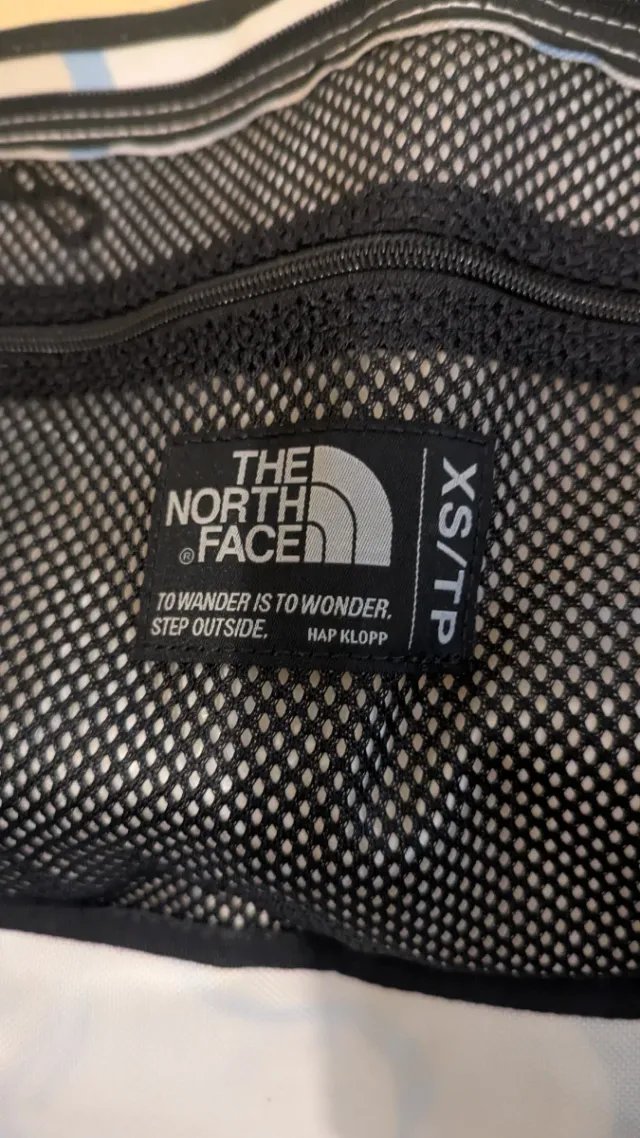 THE
NORTH
® FACE
TO WANDER IS TO WONDER.
STEP OUTSIDE. HAP KLOPP
XS/TP